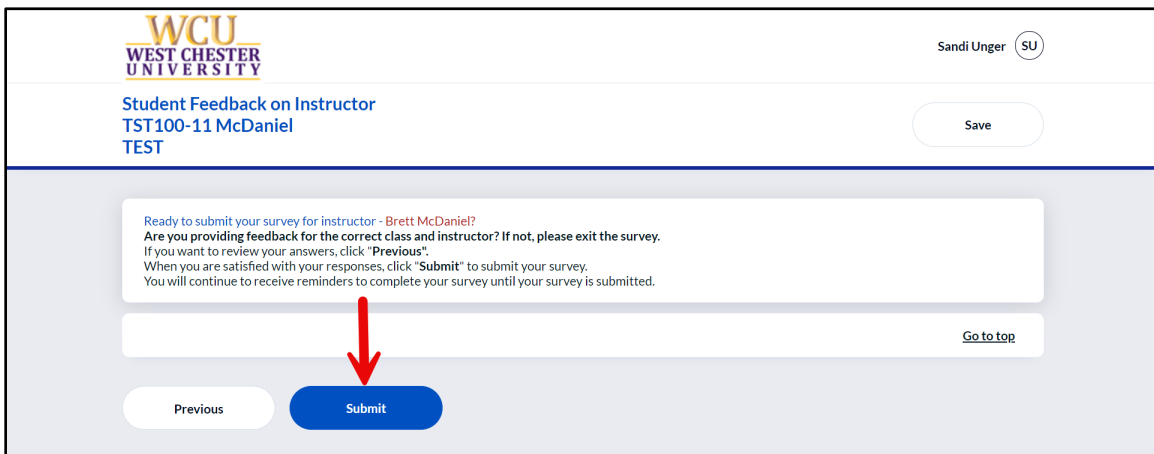 WCU
WEST CHESTER
UNIVERSITY
Sandi Unger SU
Student Feedback on Instructor
TST100-11 McDaniel
TEST
Save
Ready to submit your survey for instructor - Brett McDaniel?
Are you providing feedback for the correct class and instructor? If not, please exit the survey.
If you want to review your answers, click "Previous".
When you are satisfied with your responses, click "Submit" to submit your survey.
You will continue to receive reminders to complete your survey until your survey is submitted.
Go to top
Previous
Submit